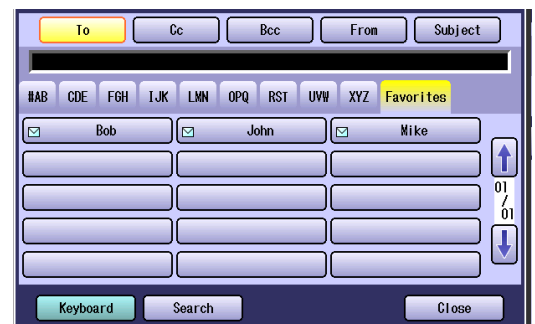 To Cc Bcc From Subject
#AB CDE FGH IJK LMN OPQ RST UVW XYZ Favorites
Bob John Mike
01
/
01
Keyboard Search Close